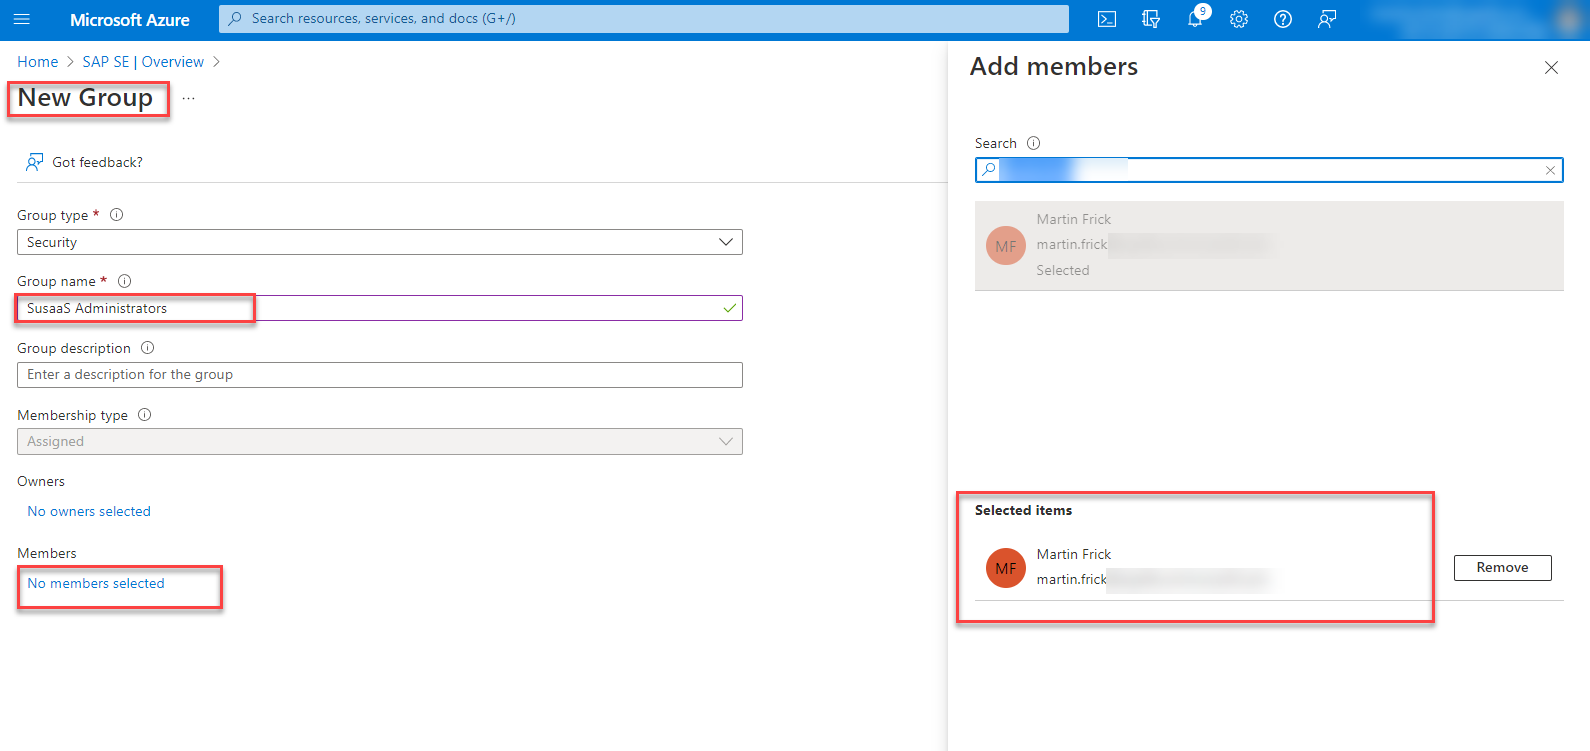 Microsoft Azure
Search resources, services, and docs (G+/)
9
Home > SAP SE | Overview >
New Group ...
Got feedback?
Group type *
Security
Group name *
SusaaS Administrators
Group description
Enter a description for the group
Membership type
Assigned
Owners
No owners selected
Members
No members selected
Add members
Search
MF
Martin Frick
martin.frick
Selected
Selected items
MF
Martin Frick
martin.frick
Remove